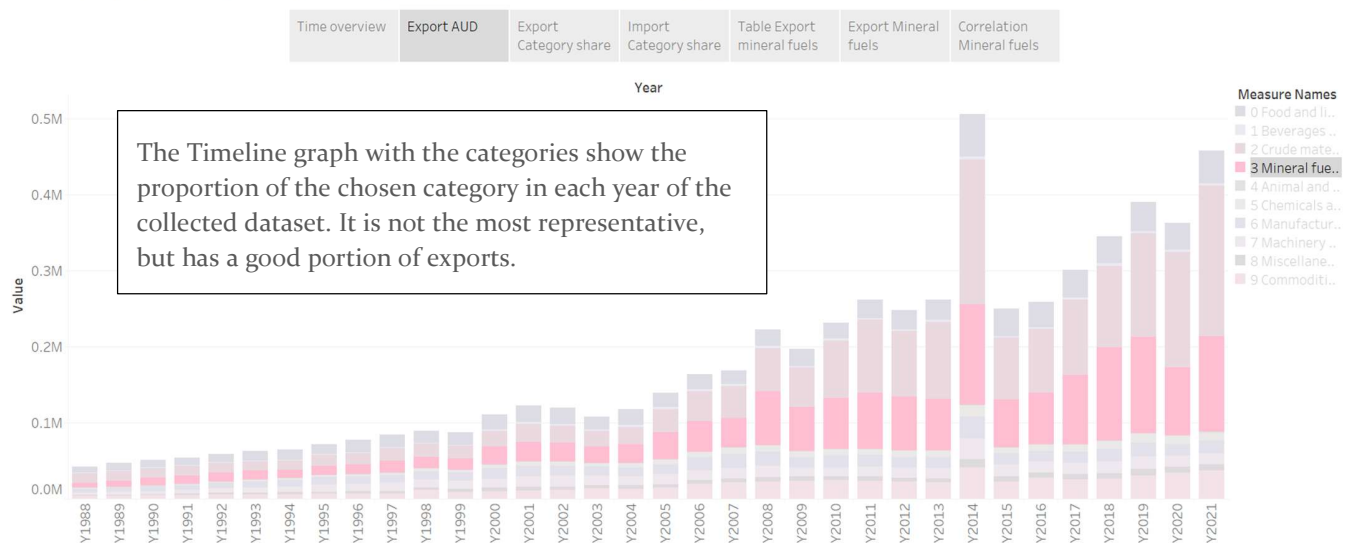 Time overview
Export AUD
Export
Category share
Import
Category share
Table Export
mineral fuels
Export Mineral
fuels
Correlation
Mineral fuels
Year
The Timeline graph with the categories show the
proportion of the chosen category in each year of the
collected dataset. It is not the most representative,
but has a good portion of exports.
Value
0.5M
0.4M
0.3M
0.2M
0.1M
0.0M
Y1988
Y1989
Y1990
Y1991
Y1992
Y1993
Y1994
Y1995
Y1996
Y1997
Y1998
Y1999
Y2000
Y2001
Y2002
Y2003
Y2004
Y2005
Y2006
Y2007
Y2008
Y2009
Y2010
Y2011
Y2012
Y2013
Y2014
Y2015
Y2016
Y2017
Y2018
Y2019
Y2020
Y2021
Measure Names
0 Food and li..
1 Beverages ..
2 Crude mate..
3 Mineral fue..
4 Animal and ..
5 Chemicals a..
6 Manufactur..
7 Machinery ..
8 Miscellane..
9 Commoditi..